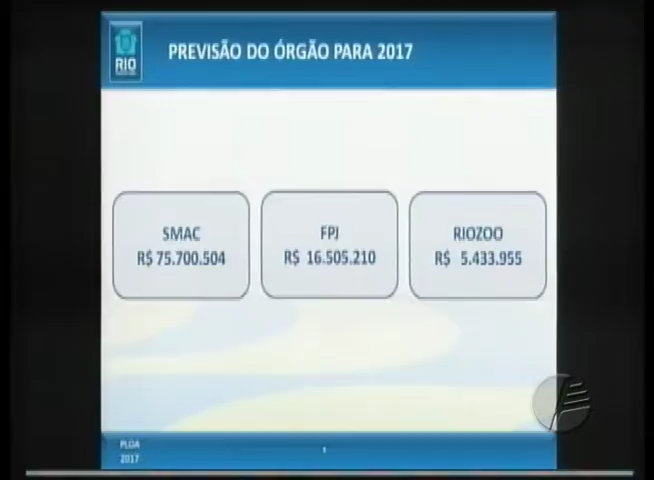 RIO
PREVISÃO DO ÓRGÃO PARA 2017
SMAC
R$ 75.700.504
FPJ
R$ 16.505.210
RIOZOO
R$ 5.433.955
PLOA
2017
1